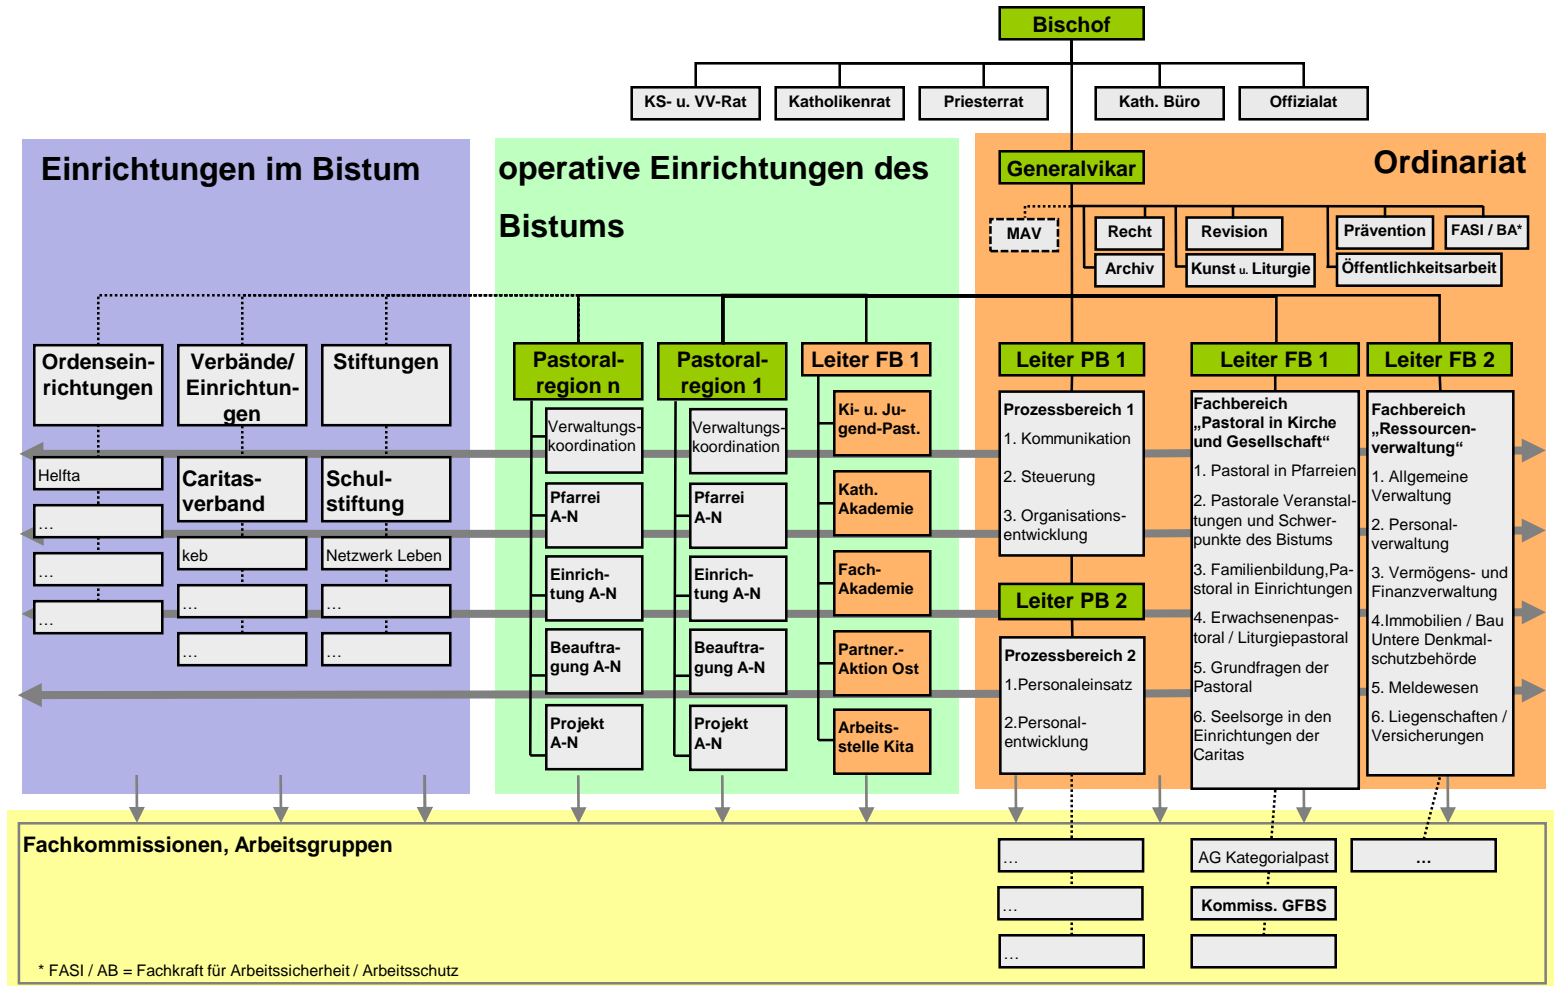 Bischof
KS- u. VV-Rat
Katholikenrat
Priesterrat
Kath. Büro
Offizialat
Einrichtungen im Bistum
operative Einrichtungen des
Bistums
Ordinariat
Generalvikar
MAV
Recht
Revision
Prävention
FASI / BA*
Archiv
Kunst u. Liturgie
Öffentlichkeitsarbeit
Ordensein-
richtungen
Helfta
…
…
…
Verbände/
Einrichtun-
gen
Caritas-
verband
keb
…
…
Stiftungen
Schul-
stiftung
Netzwerk Leben
…
…
Pastoral-
region n
Verwaltungs-
koordination
Pfarrei
A-N
Einrich-
tung A-N
Beauftra-
gung A-N
Projekt
A-N
Pastoral-
region 1
Verwaltungs-
koordination
Pfarrei
A-N
Einrich-
tung A-N
Beauftra-
gung A-N
Projekt
A-N
Leiter FB 1
Ki- u. Ju-
gend-Past.
Kath.
Akademie
Fach-
Akademie
Partner.-
Aktion Ost
Arbeits-
stelle Kita
Leiter PB 1
Prozessbereich 1
1. Kommunikation
2. Steuerung
3. Organisations-
entwicklung
Leiter PB 2
Prozessbereich 2
1.Personaleinsatz
2.Personal-
entwicklung
Leiter FB 1
Fachbereich
„Pastoral in Kirche
und Gesellschaft“
1. Pastoral in Pfarreien
2. Pastorale Veranstal-
tungen und Schwer-
punkte des Bistums
3. Familienbildung,Pa-
storal in Einrichtungen
4. Erwachsenenpas-
toral / Liturgiepastoral
5. Grundfragen der
Pastoral
6. Seelsorge in den
Einrichtungen der
Caritas
Leiter FB 2
Fachbereich
„Ressourcen-
verwaltung“
1. Allgemeine
Verwaltung
2. Personal-
verwaltung
3. Vermögens- und
Finanzverwaltung
4.Immobilien / Bau
Untere Denkmal-
schutzbehörde
5. Meldewesen
6. Liegenschaften /
Versicherungen
Fachkommissionen, Arbeitsgruppen
…
…
…
AG Kategorialpast
Kommiss. GFBS
…
* FASI / AB = Fachkraft für Arbeitssicherheit / Arbeitsschutz